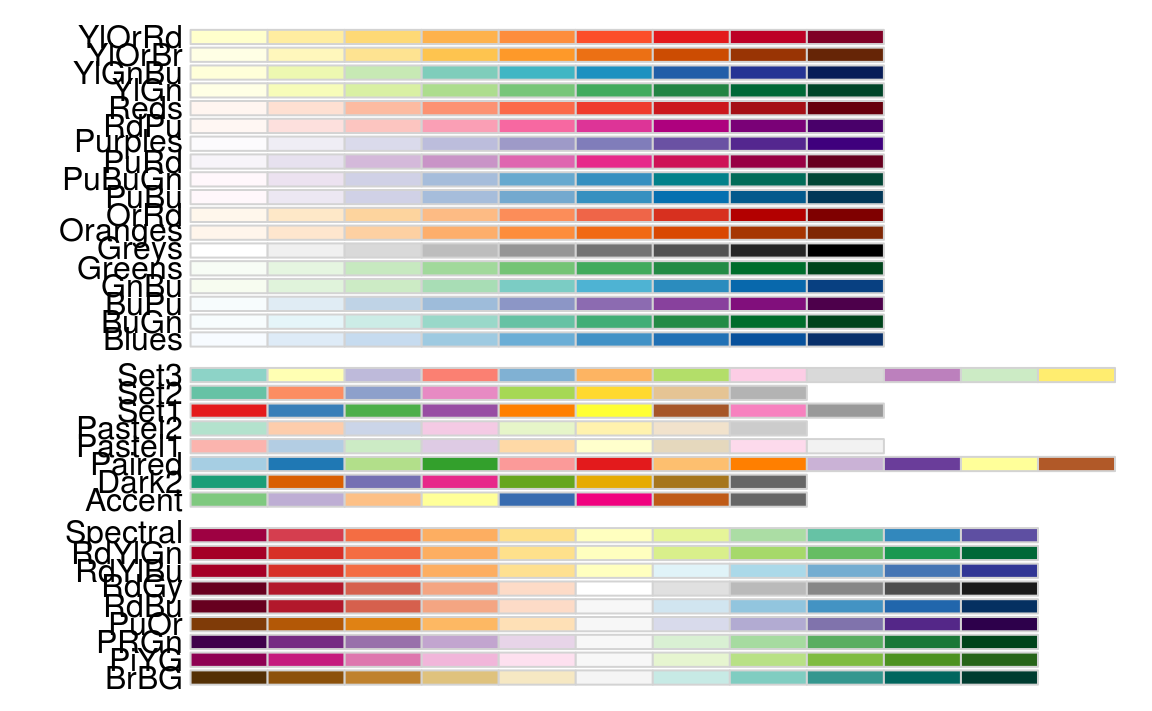 YlOrRd
YlOrBr
YlGnBu
YlGn
Reds
RdPu
Purples
PuRd
PuBuGn
PuBu
OrRd
Oranges
Greys
Greens
GnBu
BuPu
BuGn
Blues
Set3
Set2
Set1
Pastel2
Pastel1
Paired
Dark2
Accent
Spectral
RdYlGn
RdYlBu
RdGy
RdBu
PuOr
PRGn
PiYG
BrBG